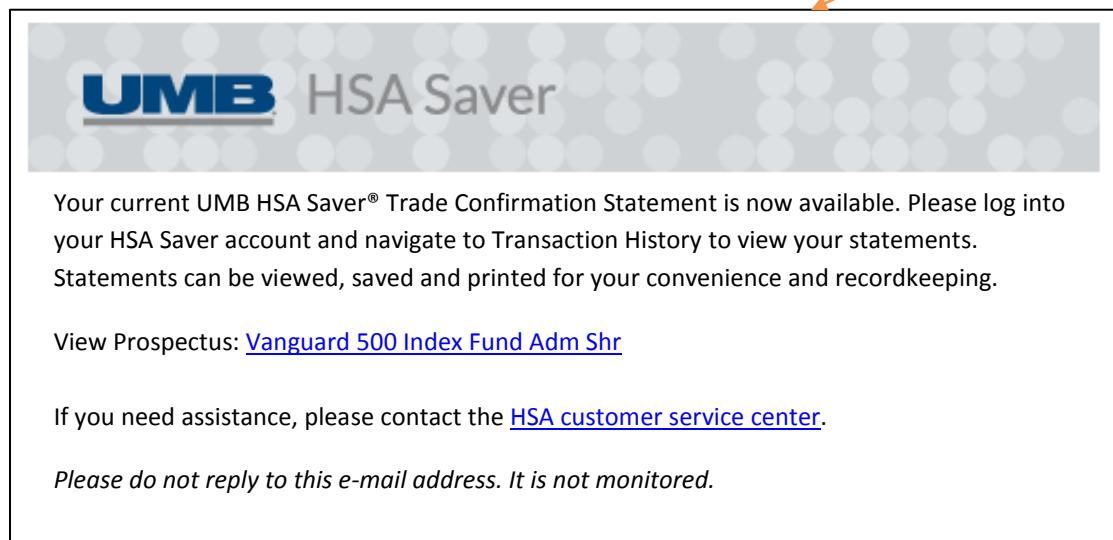 UMB HSA Saver
Your current UMB HSA Saver® Trade Confirmation Statement is now available. Please log into
your HSA Saver account and navigate to Transaction History to view your statements.
Statements can be viewed, saved and printed for your convenience and recordkeeping.
View Prospectus: Vanguard 500 Index Fund Adm Shr
If you need assistance, please contact the HSA customer service center.
Please do not reply to this e-mail address. It is not monitored.